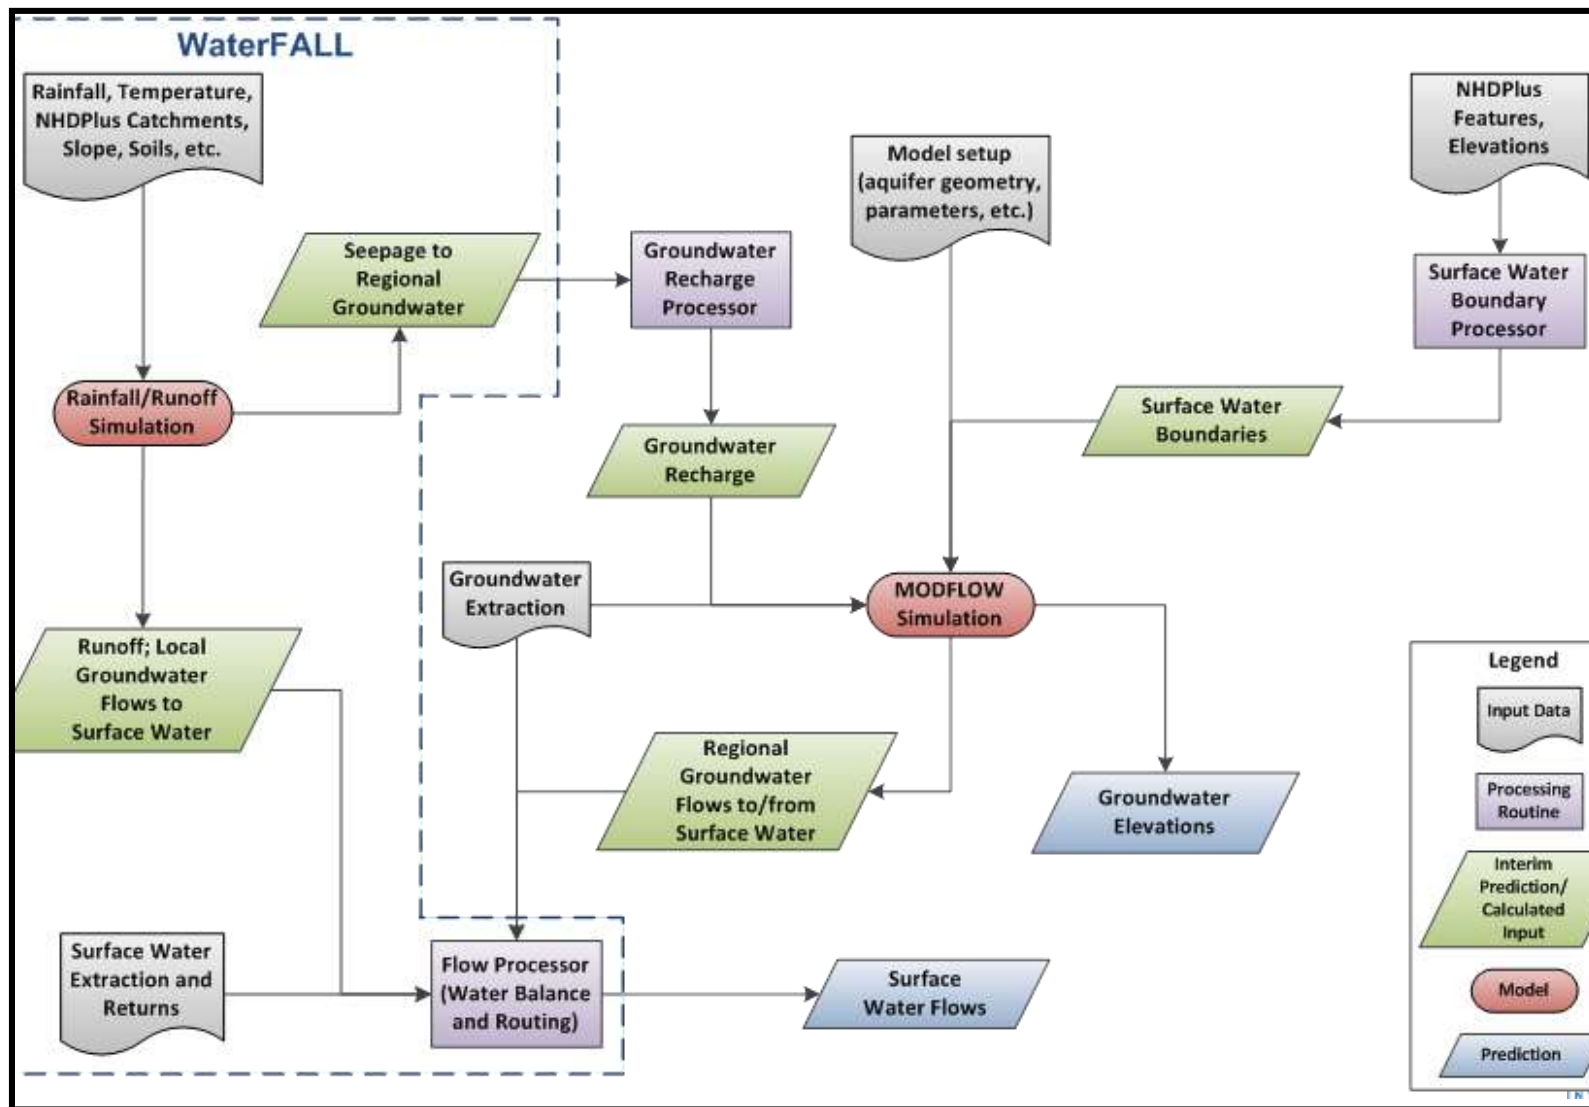 WaterFALL
Rainfall, Temperature,
NHDPlus Catchments,
Slope, Soils, etc.
NHDPlus
Features,
Elevations
Model setup
(aquifer geometry,
parameters, etc.)
Seepage to
Regional
Groundwater
Groundwater
Recharge
Processor
Surface Water
Boundary
Processor
Rainfall/Runoff
Simulation
Surface Water
Boundaries
Groundwater
Recharge
Groundwater
Extraction
MODFLOW
Simulation
Runoff; Local
Groundwater
Flows to
Surface Water
Regional
Groundwater
Flows to/from
Surface Water
Groundwater
Elevations
Surface Water
Extraction and
Returns
Flow Processor
(Water Balance
and Routing)
Surface
Water Flows
Legend
Input Data
Processing
Routine
Interim
Prediction/
Calculated
Input
Model
Prediction
N